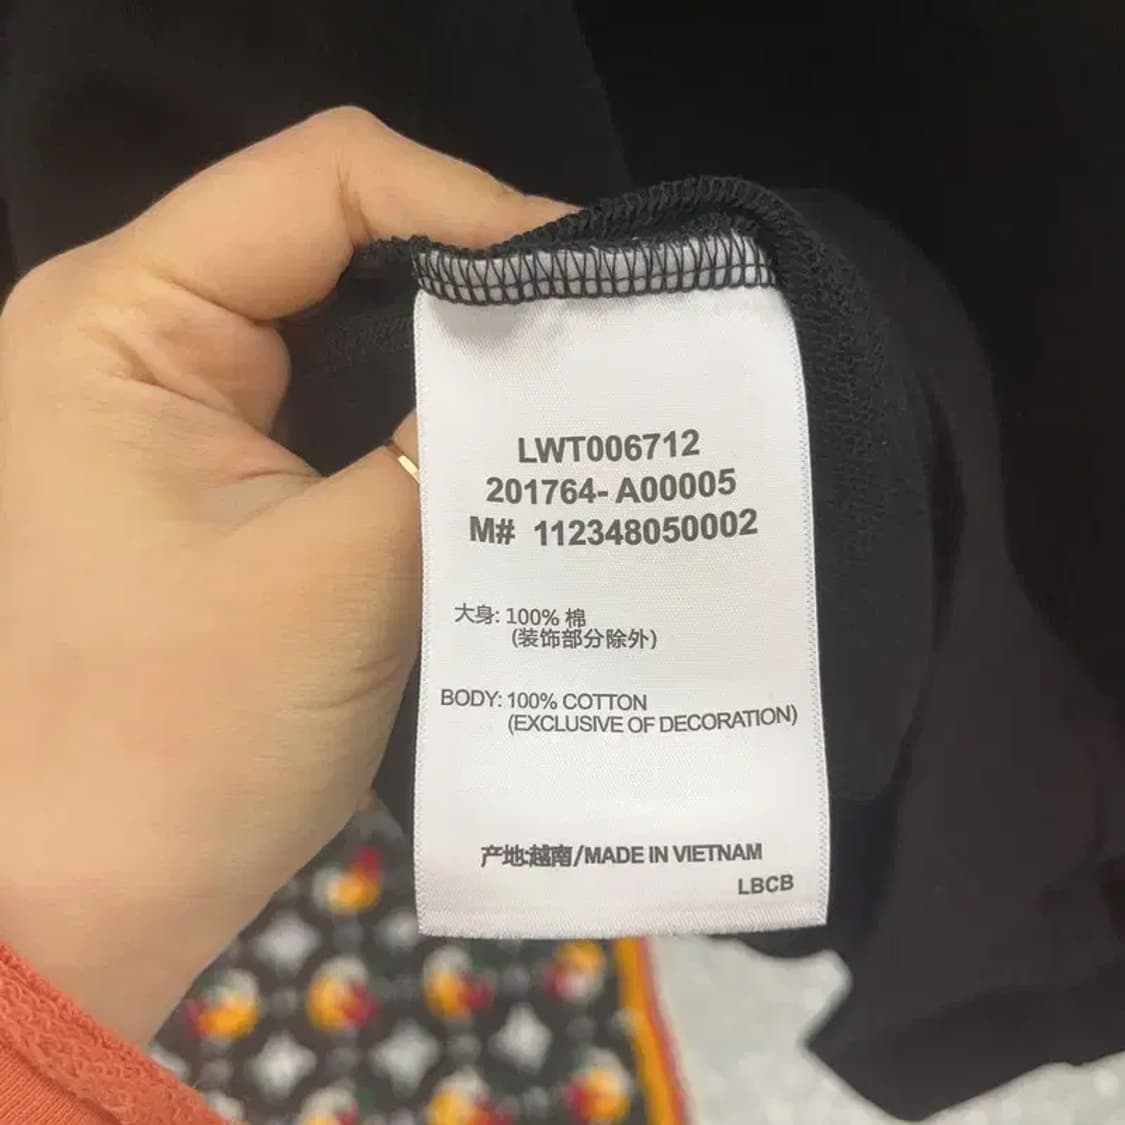 LWT006712
201764- A00005
M# 112348050002
大身: 100% 棉
(装饰部分除外)
BODY: 100% COTTON
(EXCLUSIVE OF DECORATION)
产地:越南/MADE IN VIETNAM
LBCB